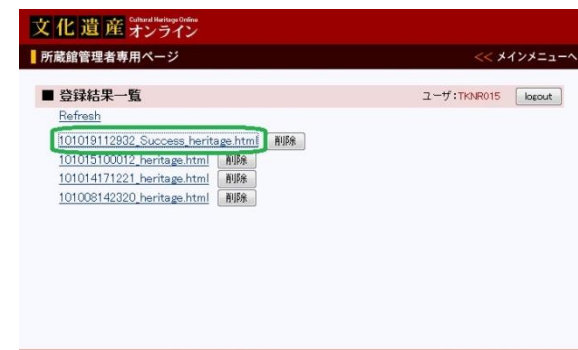 文化遺産 Cultural Heritage Online オンライン
所蔵館管理者専用ページ << メインメニューへ
■ 登録結果一覧 ユーザ:TKNR015 logout
Refresh
101019112932_Success_heritage.html 削除
101015100012_heritage.html 削除
101014171221_heritage.html 削除
101008142320_heritage.html 削除